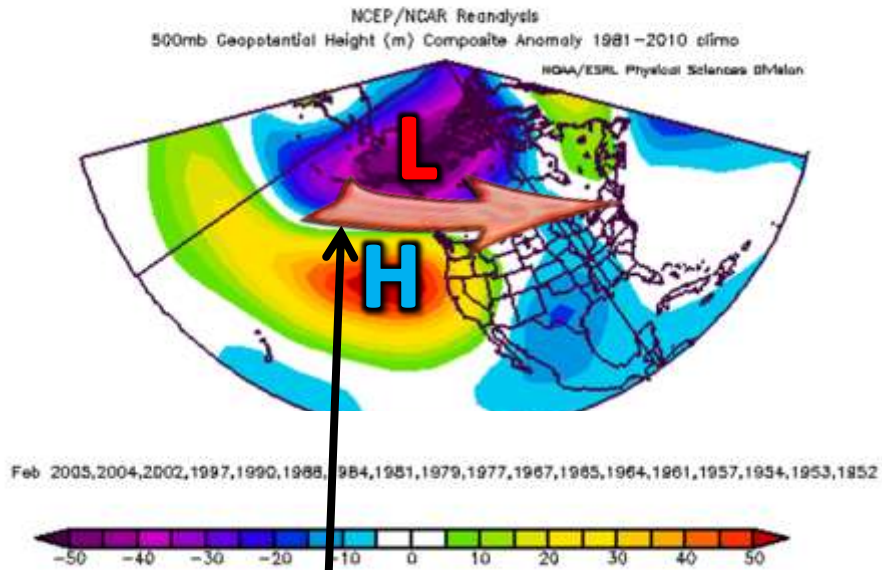 NCEP/NCAR Reanalysis
500mb Geopotential Height (m) Composite Anomaly 1981-2010 climo
NOAA/ESRL Physical Sciences Division
L
H
Feb 2005,2004,2002,1997,1990,1988,1984,1981,1979,1977,1967,1965,1964,1961,1957,1954,1953,1952
-50 -40 -30 -20 -10 0 10 20 30 40 50